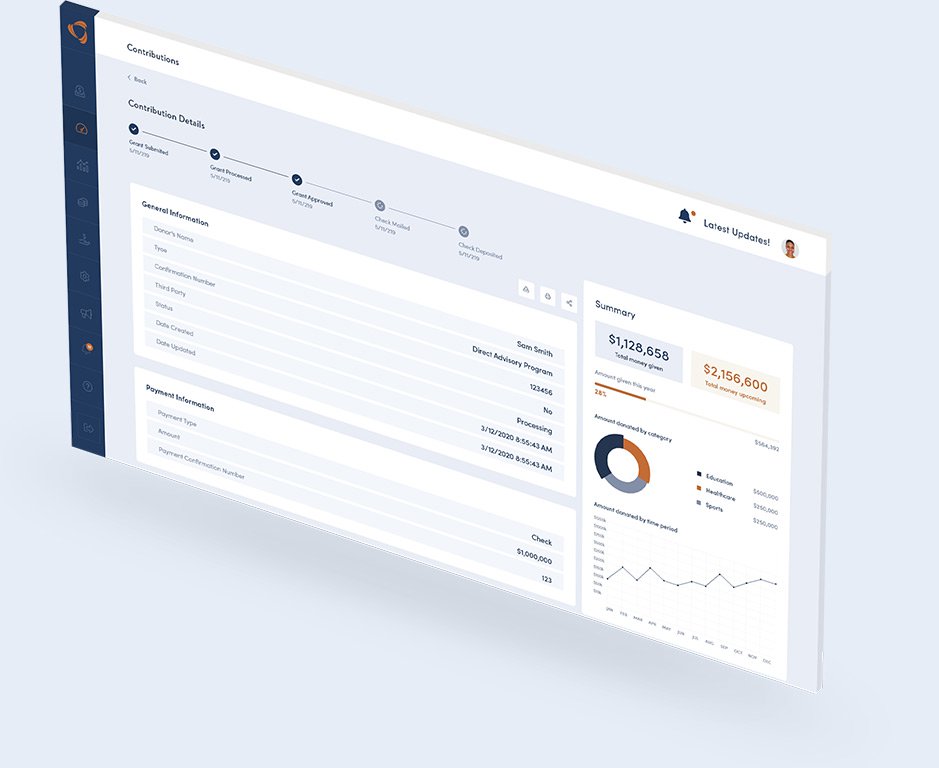 Contributions
Back
Contribution Details
Grant Submitted
5/11/219
Grant Processed
5/11/219
Grant Approved
5/11/219
Check Mailed
5/11/219
Check Deposited
5/11/219
Latest Updates!
General Information
Donor's Name
Sam Smith
Type
Direct Advisory Program
Confirmation Number
123456
Third Party
No
Status
Processing
Date Created
3/12/2020 8:55:43 AM
Date Updated
3/12/2020 8:55:43 AM
Payment Information
Payment Type
Check
Amount
$1,000,000
Payment Confirmation Number
123
Summary
$1,128,658
Total money given
$2,156,600
Total money upcoming
Amount given this year
28%
$564,392
Amount donated by category
Education $500,000
Healthcare $250,000
Sports $250,000
Amount donated by time period
JAN FEB MAR APR MAY JUN JUL AUG SEP OCT NOV DEC